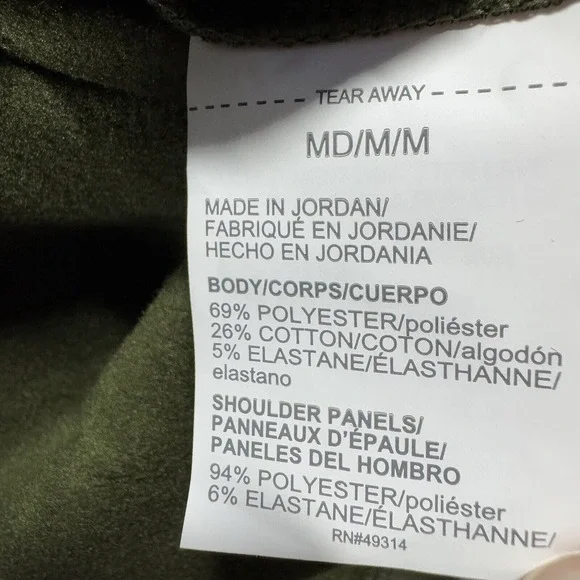 TEAR AWAY
MD/M/M
MADE IN JORDAN/
FABRIQUÉ EN JORDANIE/
HECHO EN JORDANIA
BODY/CORPS/CUERPO
69% POLYESTER/poliéster
26% COTTON/COTON/algodón
5% ELASTANE/ÉLASTHANNE/
elastano
SHOULDER PANELS/
PANNEAUX D'ÉPAULE/
PANELES DEL HOMBRO
94% POLYESTER/poliéster
6% ELASTANE/ÉLASTHANNE/
RN#49314